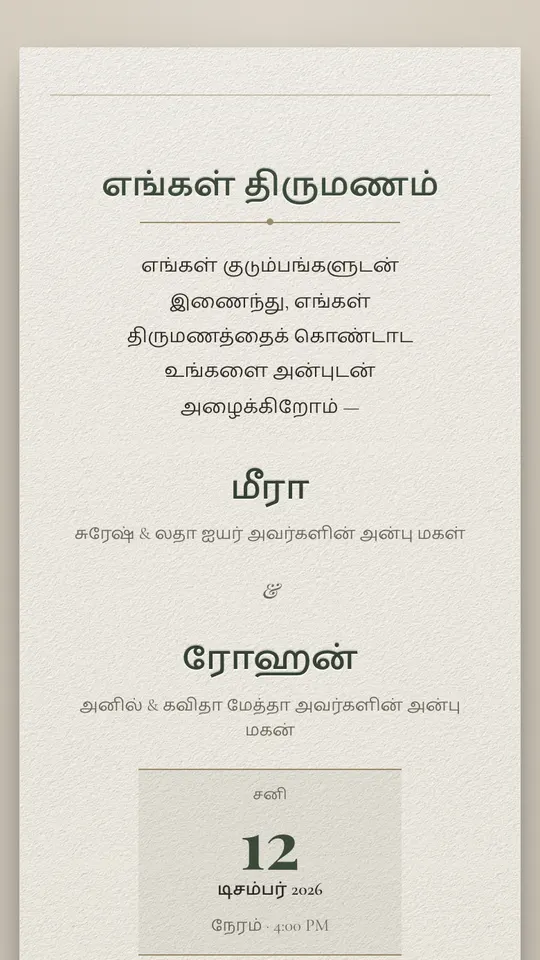 எங்கள் திருமணம்
எங்கள் குடும்பங்களுடன்
இணைந்து, எங்கள்
திருமணத்தைக் கொண்டாட
உங்களை அன்புடன்
அழைக்கிறோம் —
மீரா
சுரேஷ் & லதா ஐயர் அவர்களின் அன்பு மகள்
&
ரோஹன்
அனில் & கவிதா மேத்தா அவர்களின் அன்பு
மகன்
சனி
12
டிசம்பர் 2026
நேரம் · 4:00 PM